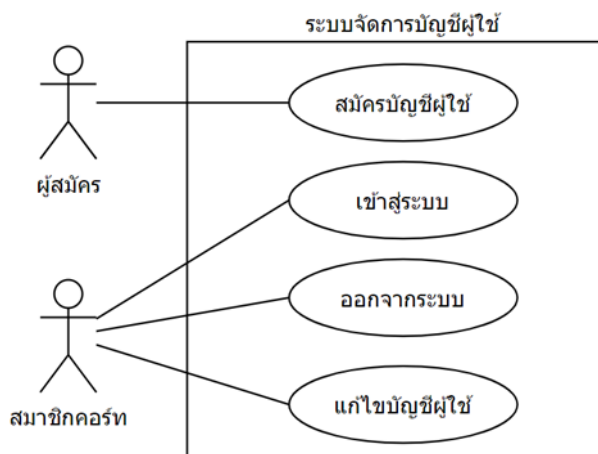 ระบบจัดการบัญชีผู้ใช้
สมัครบัญชีผู้ใช้
ผู้สมัคร
เข้าสู่ระบบ
ออกจากระบบ
แก้ไขบัญชีผู้ใช้
สมาชิกคอร์ท